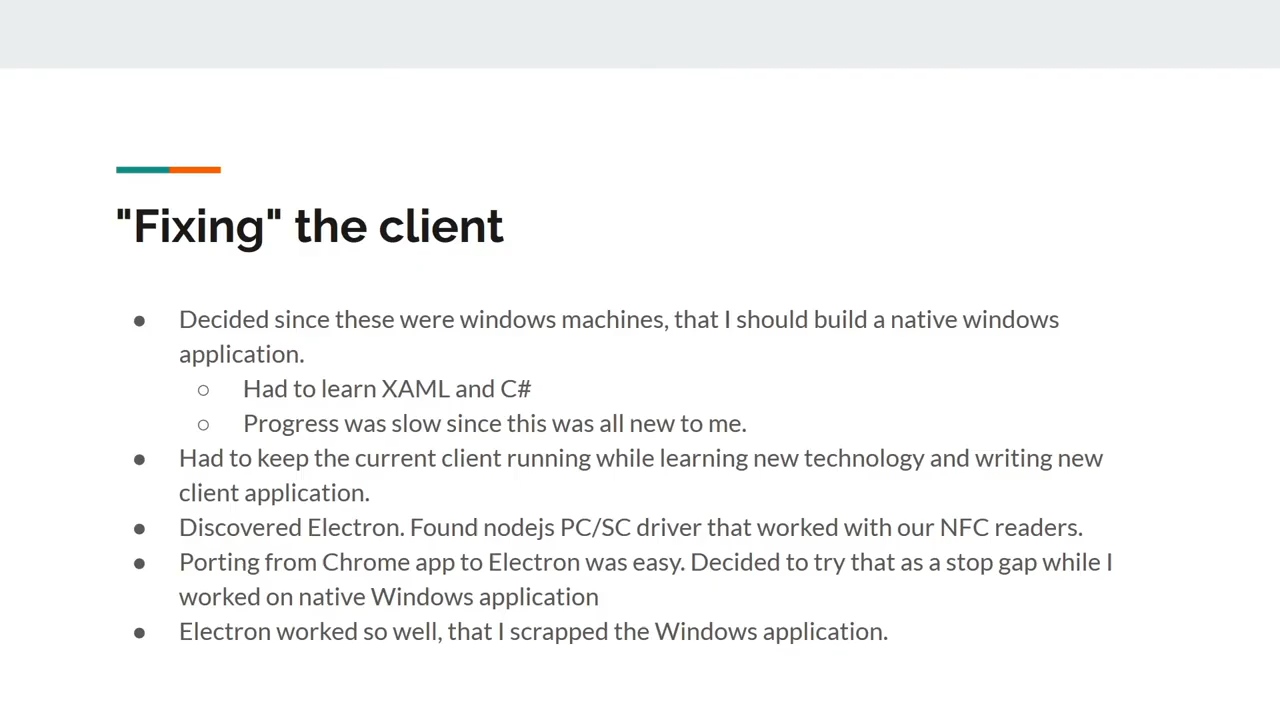 "Fixing" the client
● Decided since these were windows machines, that I should build a native windows
application.
○ Had to learn XAML and C#
○ Progress was slow since this was all new to me.
● Had to keep the current client running while learning new technology and writing new
client application.
● Discovered Electron. Found nodejs PC/SC driver that worked with our NFC readers.
● Porting from Chrome app to Electron was easy. Decided to try that as a stop gap while I
worked on native Windows application
● Electron worked so well, that I scrapped the Windows application.